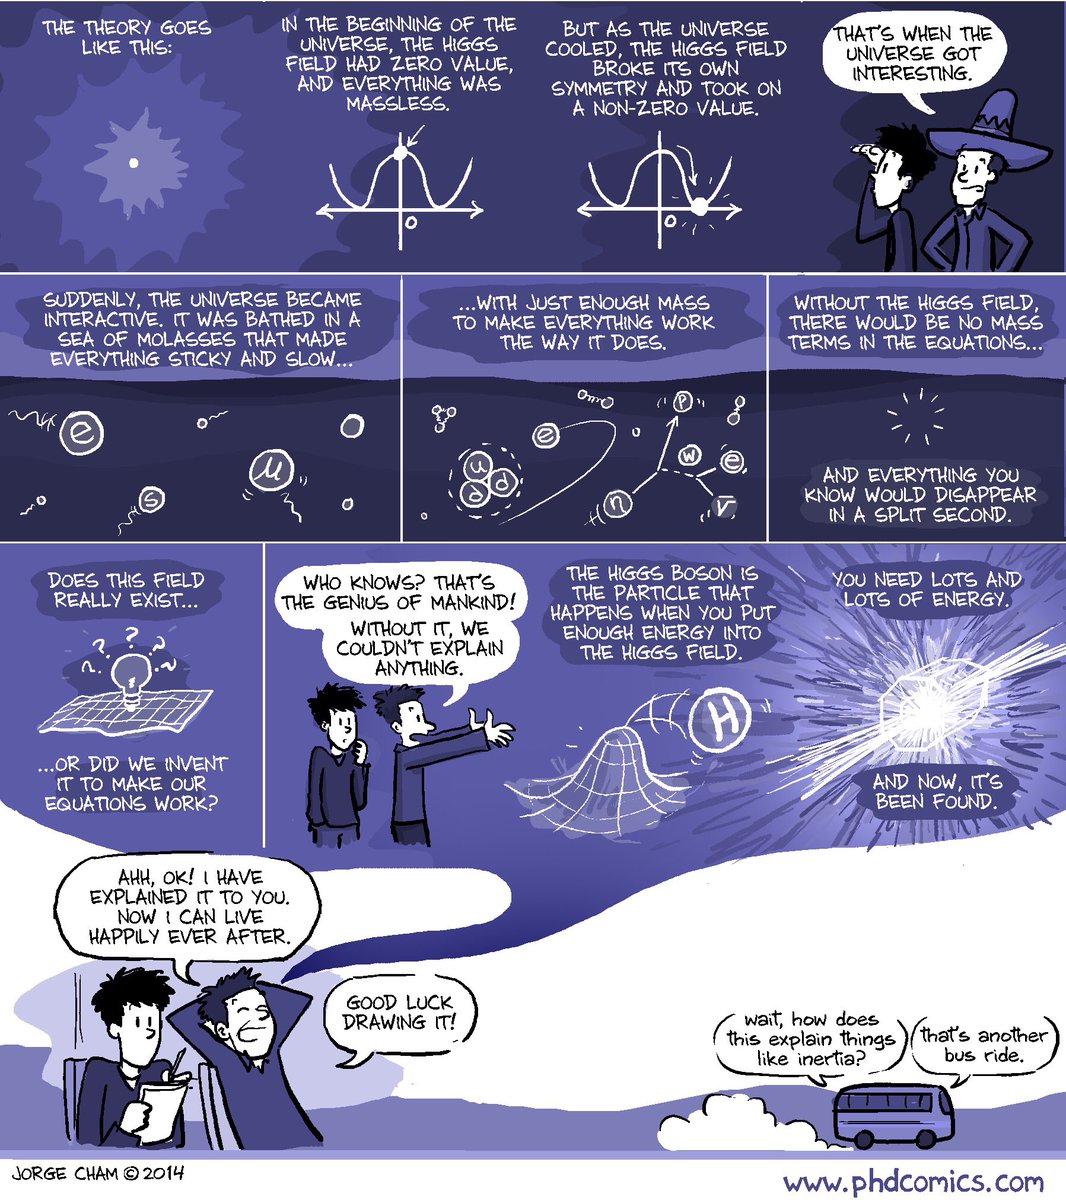 THE THEORY GOES
LIKE THIS:
IN THE BEGINNING OF THE
UNIVERSE, THE HIGGS
FIELD HAD ZERO VALUE,
AND EVERYTHING WAS
MASSLESS.
0
BUT AS THE UNIVERSE
COOLED, THE HIGGS FIELD
BROKE ITS OWN
SYMMETRY AND TOOK ON
A NON-ZERO VALUE.
0
THAT'S WHEN THE
UNIVERSE GOT
INTERESTING.
SUDDENLY, THE UNIVERSE BECAME
INTERACTIVE. IT WAS BATHED IN A
SEA OF MOLASSES THAT MADE
EVERYTHING STICKY AND SLOW...
e
μ
s
...WITH JUST ENOUGH MASS
TO MAKE EVERYTHING WORK
THE WAY IT DOES.
u
d
d
e
p
w
e
n
v̅
WITHOUT THE HIGGS FIELD,
THERE WOULD BE NO MASS
TERMS IN THE EQUATIONS...
AND EVERYTHING YOU
KNOW WOULD DISAPPEAR
IN A SPLIT SECOND.
DOES THIS FIELD
REALLY EXIST...
? ? ? ? ?
...OR DID WE INVENT
IT TO MAKE OUR
EQUATIONS WORK?
WHO KNOWS? THAT'S
THE GENIUS OF MANKIND!
WITHOUT IT, WE
COULDN'T EXPLAIN
ANYTHING.
THE HIGGS BOSON IS
THE PARTICLE THAT
HAPPENS WHEN YOU PUT
ENOUGH ENERGY INTO
THE HIGGS FIELD.
H
YOU NEED LOTS AND
LOTS OF ENERGY.
AND NOW, IT'S
BEEN FOUND.
AHH, OK! I HAVE
EXPLAINED IT TO YOU.
NOW I CAN LIVE
HAPPILY EVER AFTER.
GOOD LUCK
DRAWING IT!
wait, how does
this explain things
like inertia?
that's another
bus ride.
JORGE CHAM © 2014
www.phdcomics.com